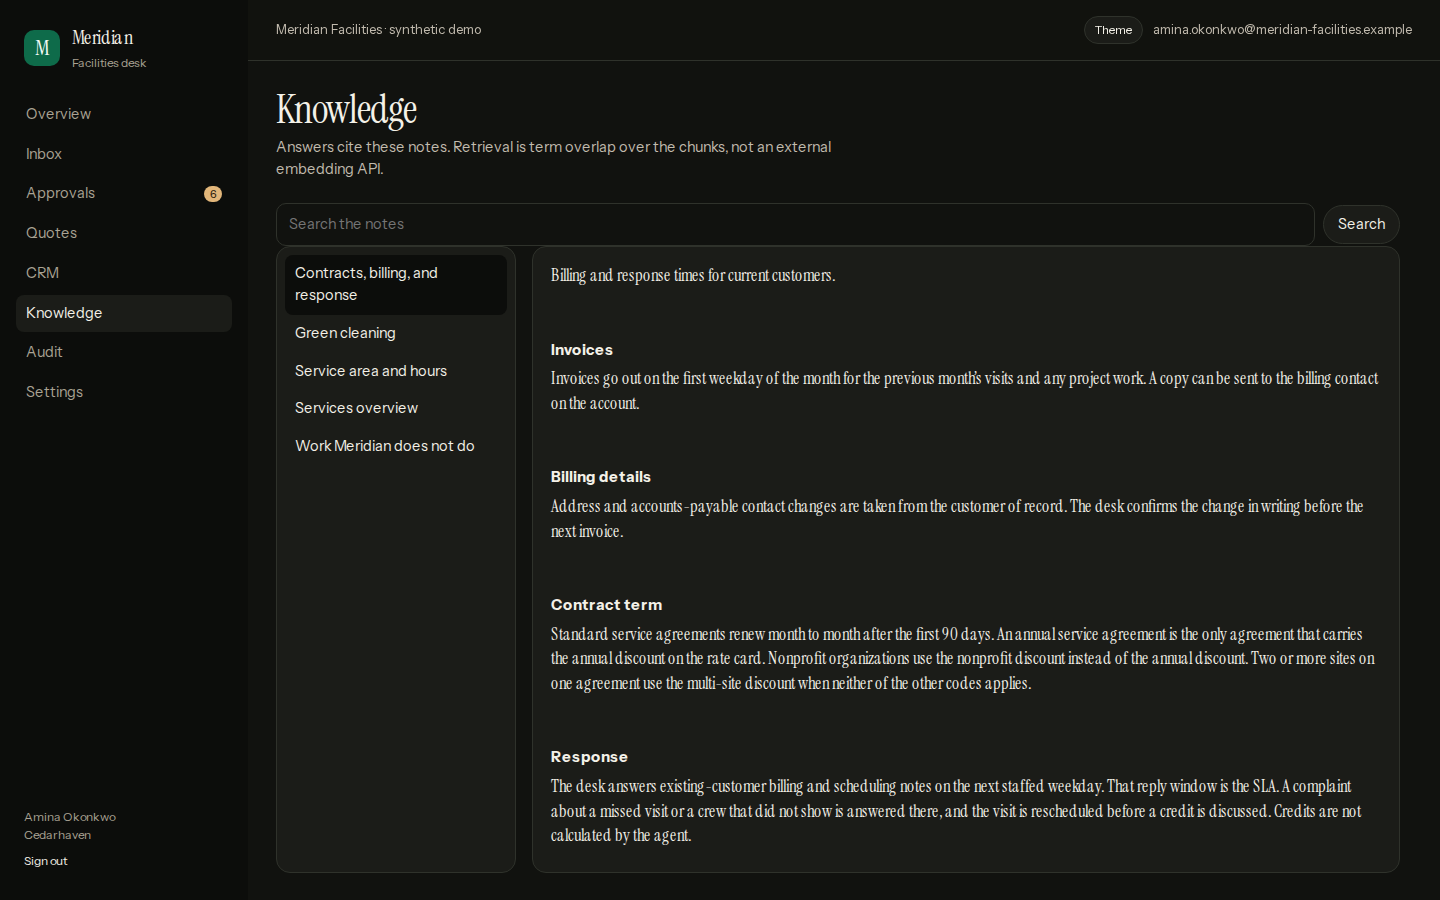 M
Meridian
Facilities desk
Overview
Inbox
Approvals
6
Quotes
CRM
Knowledge
Audit
Settings
Amina Okonkwo
Cedarhaven
Sign out
Meridian Facilities · synthetic demo
Theme
amina.okonkwo@meridian-facilities.example
Knowledge
Answers cite these notes. Retrieval is term overlap over the chunks, not an external
embedding API.
Search the notes
Search
Contracts, billing, and
response
Green cleaning
Service area and hours
Services overview
Work Meridian does not do
Billing and response times for current customers.
Invoices
Invoices go out on the first weekday of the month for the previous month's visits and any project work. A copy can be sent to the billing contact
on the account.
Billing details
Address and accounts-payable contact changes are taken from the customer of record. The desk confirms the change in writing before the
next invoice.
Contract term
Standard service agreements renew month to month after the first 90 days. An annual service agreement is the only agreement that carries
the annual discount on the rate card. Nonprofit organizations use the nonprofit discount instead of the annual discount. Two or more sites on
one agreement use the multi-site discount when neither of the other codes applies.
Response
The desk answers existing-customer billing and scheduling notes on the next staffed weekday. That reply window is the SLA. A complaint
about a missed visit or a crew that did not show is answered there, and the visit is rescheduled before a credit is discussed. Credits are not
calculated by the agent.